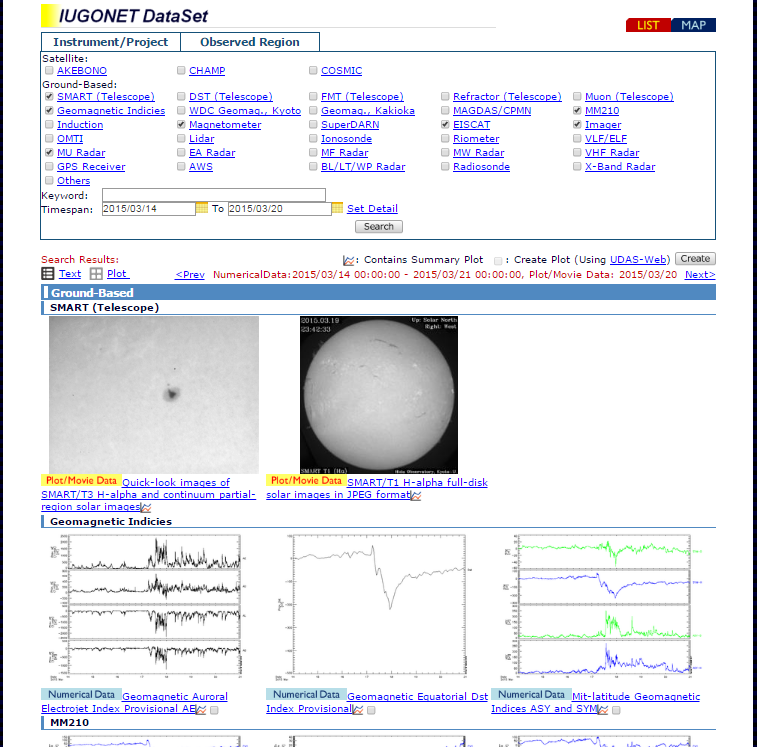 IUGONET DataSet
LIST MAP
Instrument/Project Observed Region
Satellite:
AKEBONO CHAMP COSMIC
Ground-Based:
SMART (Telescope) DST (Telescope) FMT (Telescope) Refractor (Telescope) Muon (Telescope)
Geomagnetic Indicies WDC Geomag., Kyoto Geomag., Kakioka MAGDAS/CPMN MM210
Induction Magnetometer SuperDARN EISCAT Imager
OMTI Lidar Ionosonde Riometer VLF/ELF
MU Radar EA Radar MF Radar MW Radar VHF Radar
GPS Receiver AWS BL/LT/WP Radar Radiosonde X-Band Radar
Others
Keyword:
Timespan: 2015/03/14 To 2015/03/20 Set Detail
Search
Search Results: : Contains Summary Plot : Create Plot (Using UDAS-Web) Create
Text Plot <Prev NumericalData:2015/03/14 00:00:00 - 2015/03/21 00:00:00, Plot/Movie Data: 2015/03/20 Next>
Ground-Based
SMART (Telescope)
2015.03.19 Up: Solar North
23:42:33 Right: West
SMART T1 (Hα) Hida Observatory, Kyoto-U
Plot/Movie Data Quick-look images of
SMART/T3 H-alpha and continuum partial-
region solar images
Plot/Movie Data SMART/T1 H-alpha full-disk
solar images in JPEG format
Geomagnetic Indicies
Numerical Data Geomagnetic Auroral
Electrojet Index Provisional AE
Numerical Data Geomagnetic Equatorial Dst
Index Provisional
Numerical Data Mit-latitude Geomagnetic
Indices ASY and SYM
MM210